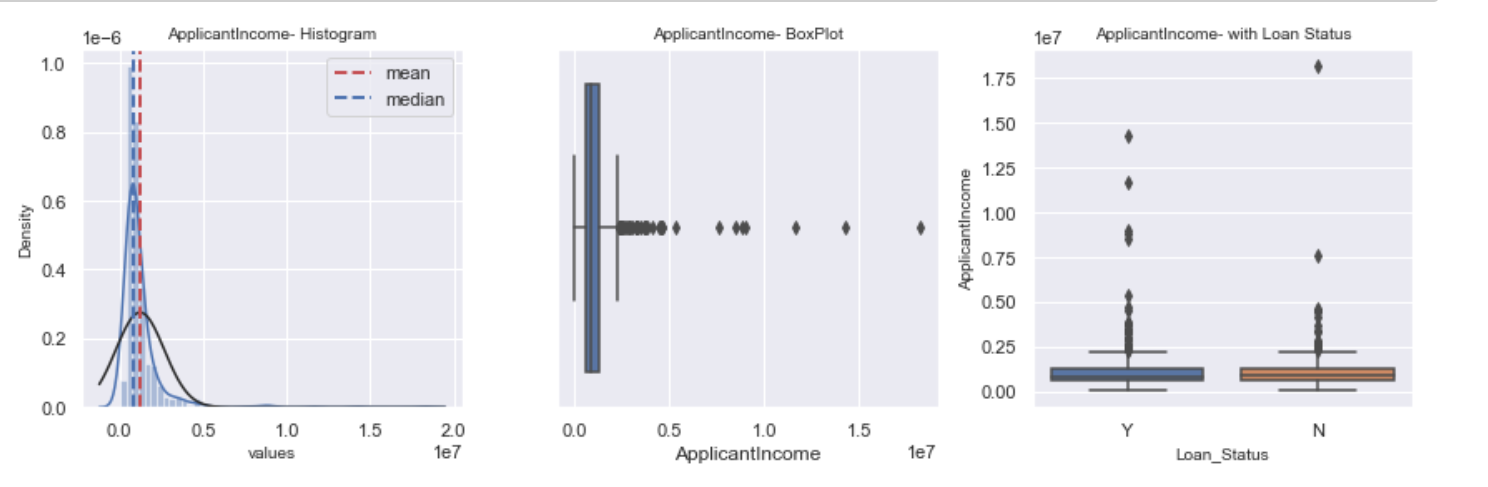 ApplicantIncome- Histogram
1e−6
mean
median
1.0
0.8
0.6
0.4
0.2
0.0
Density
0.0 0.5 1.0 1.5 2.0
1e7
values
ApplicantIncome- BoxPlot
0.0 0.5 1.0 1.5
1e7
ApplicantIncome
ApplicantIncome- with Loan Status
1e7
1.75
1.50
1.25
1.00
0.75
0.50
0.25
0.00
ApplicantIncome
Y N
Loan_Status